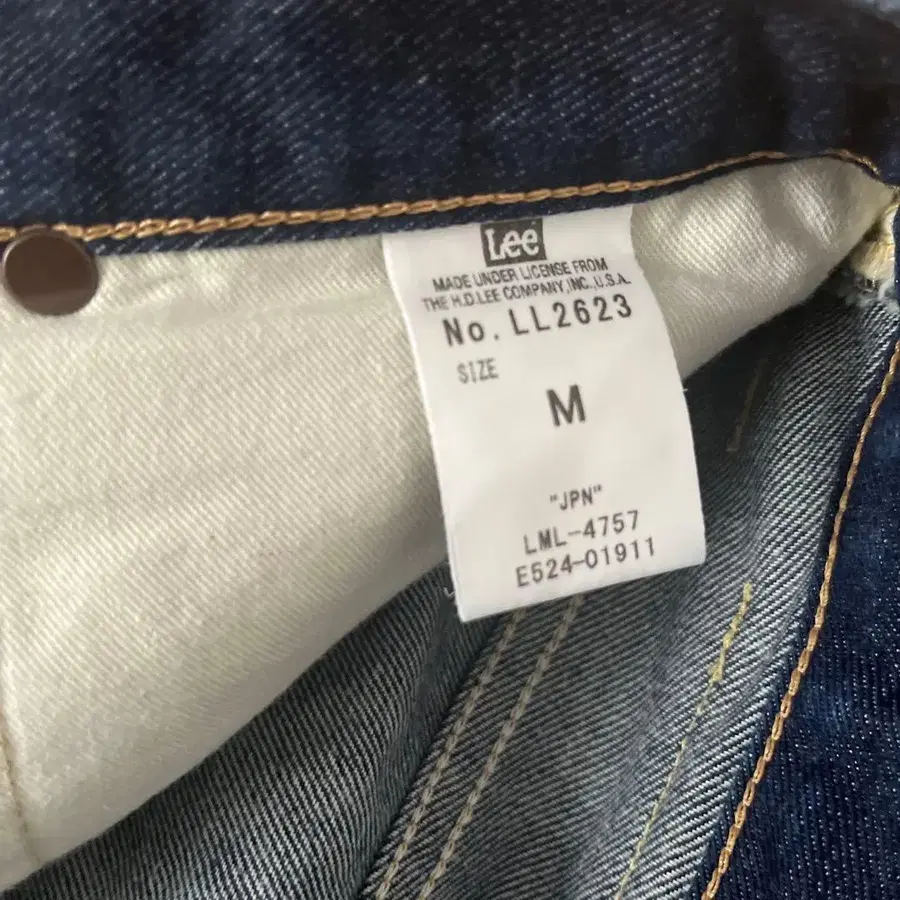 Lee
MADE UNDER LICENSE FROM
THE H.D.LEE COMPANY,INC.,U.S.A.
No. LL2623
SIZE
M
"JPN"
LML-4757
E524-01911